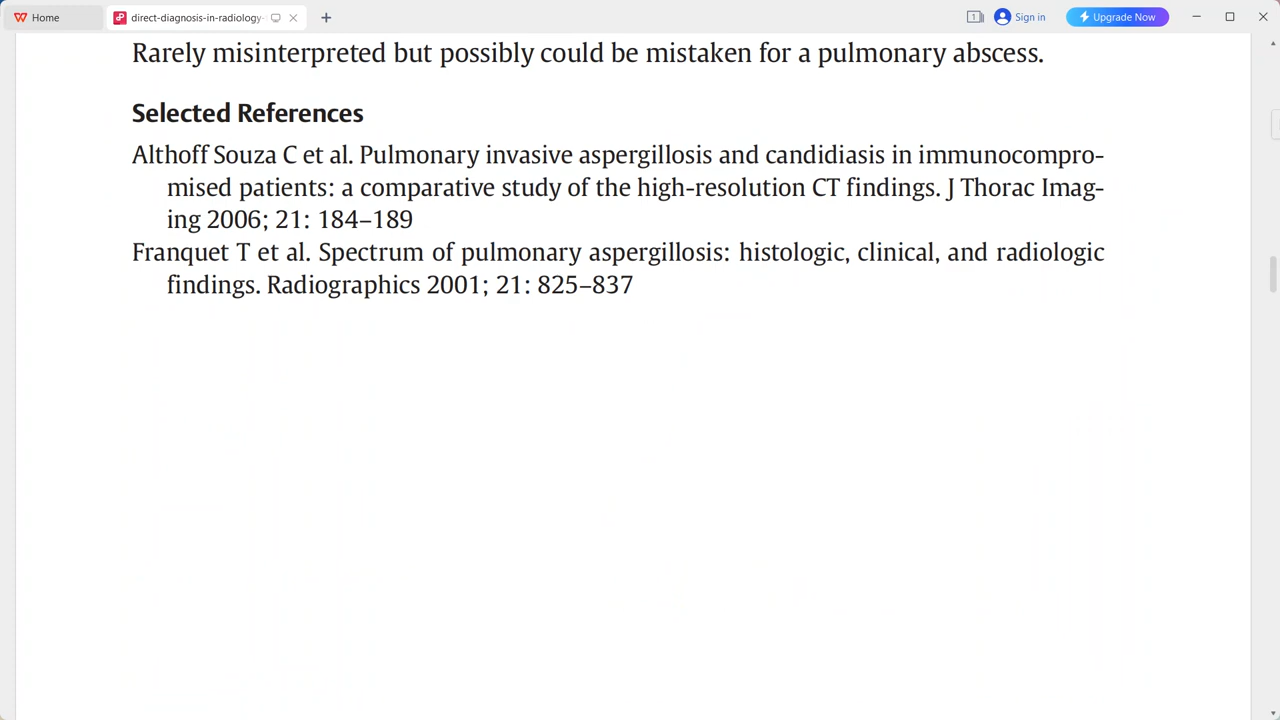 Home
direct-diagnosis-in-radiology-
1
Sign in
Upgrade Now
Rarely misinterpreted but possibly could be mistaken for a pulmonary abscess.
Selected References
Althoff Souza C et al. Pulmonary invasive aspergillosis and candidiasis in immunocompro-
mised patients: a comparative study of the high-resolution CT findings. J Thorac Imag-
ing 2006; 21: 184–189
Franquet T et al. Spectrum of pulmonary aspergillosis: histologic, clinical, and radiologic
findings. Radiographics 2001; 21: 825–837